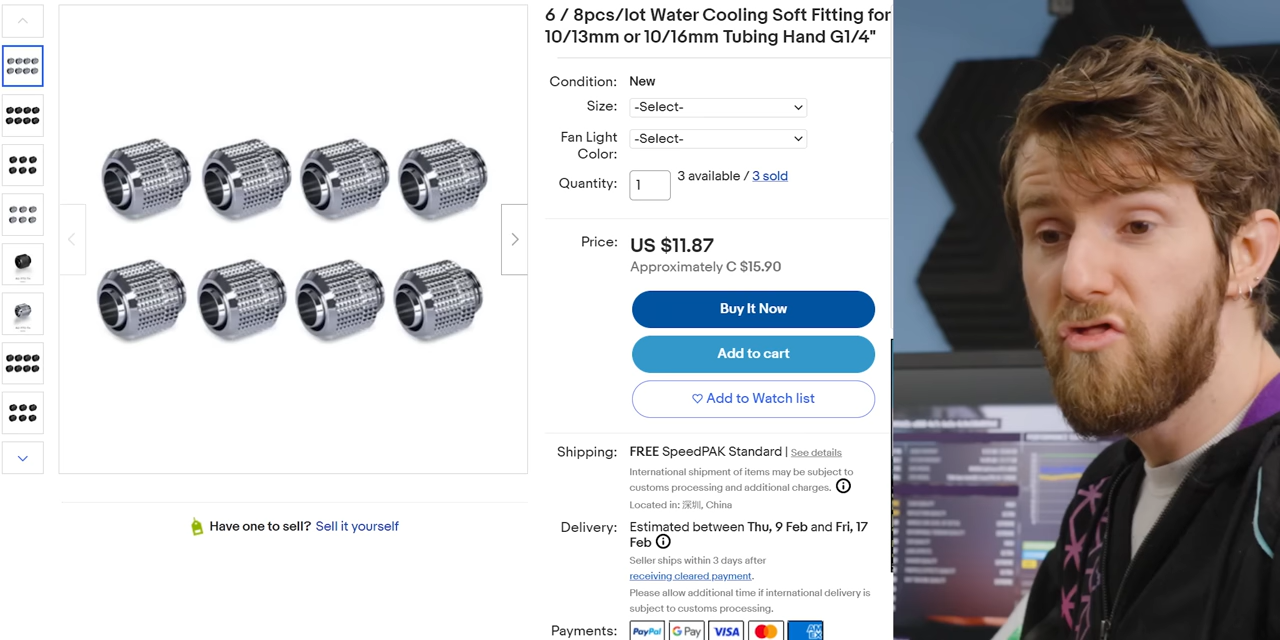 6 / 8pcs/lot Water Cooling Soft Fitting for
10/13mm or 10/16mm Tubing Hand G1/4"
Condition: New
Size: -Select-
Fan Light
Color: -Select-
Quantity: 1 3 available / 3 sold
Price: US $11.87
Approximately C $15.90
Buy It Now
Add to cart
Add to Watch list
Shipping: FREE SpeedPAK Standard | See details
International shipment of items may be subject to
customs processing and additional charges.
Located in: 深圳, China
Delivery: Estimated between Thu, 9 Feb and Fri, 17
Feb
Seller ships within 3 days after
receiving cleared payment.
Please allow additional time if international delivery is
subject to customs processing.
Payments: PayPal G Pay VISA AM
EX
Have one to sell? Sell it yourself